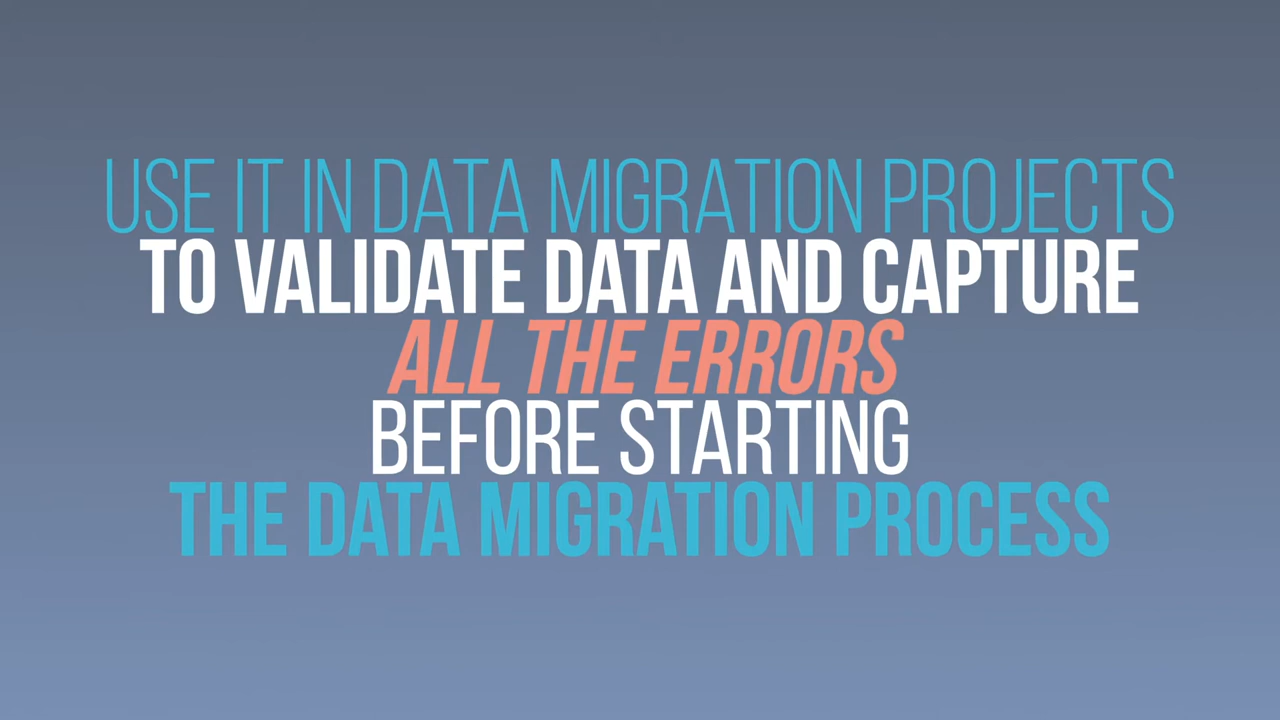 USE IT IN DATA MIGRATION PROJECTS
TO VALIDATE DATA AND CAPTURE
ALL THE ERRORS
BEFORE STARTING
THE DATA MIGRATION PROCESS